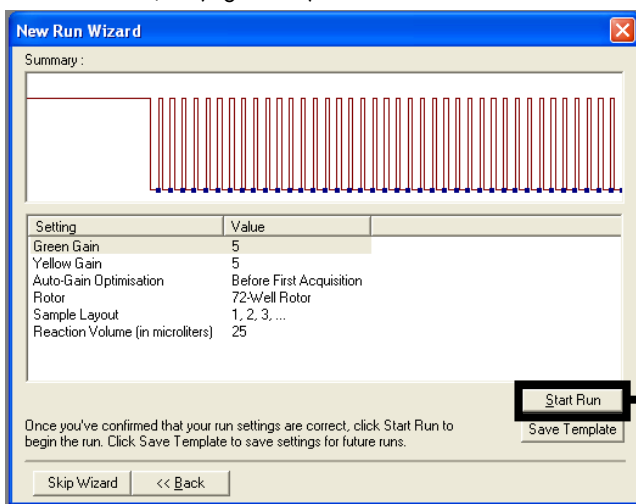 New Run Wizard
Summary :
Setting Value
Green Gain 5
Yellow Gain 5
Auto-Gain Optimisation Before First Acquisition
Rotor 72-Well Rotor
Sample Layout 1, 2, 3, ...
Reaction Volume (in microliters) 25
Start Run
Once you've confirmed that your run settings are correct, click Start Run to
begin the run. Click Save Template to save settings for future runs.
Save Template
Skip Wizard << Back